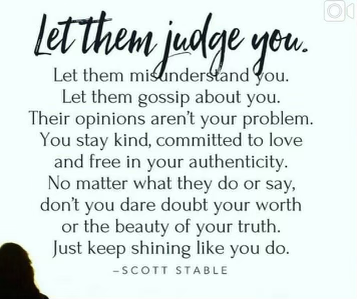 Let them judge you.
Let them misunderstand you.
Let them gossip about you.
Their opinions aren't your problem.
You stay kind, committed to love
and free in your authenticity.
No matter what they do or say,
don't you dare doubt your worth
or the beauty of your truth.
Just keep shining like you do.
–SCOTT STABLE